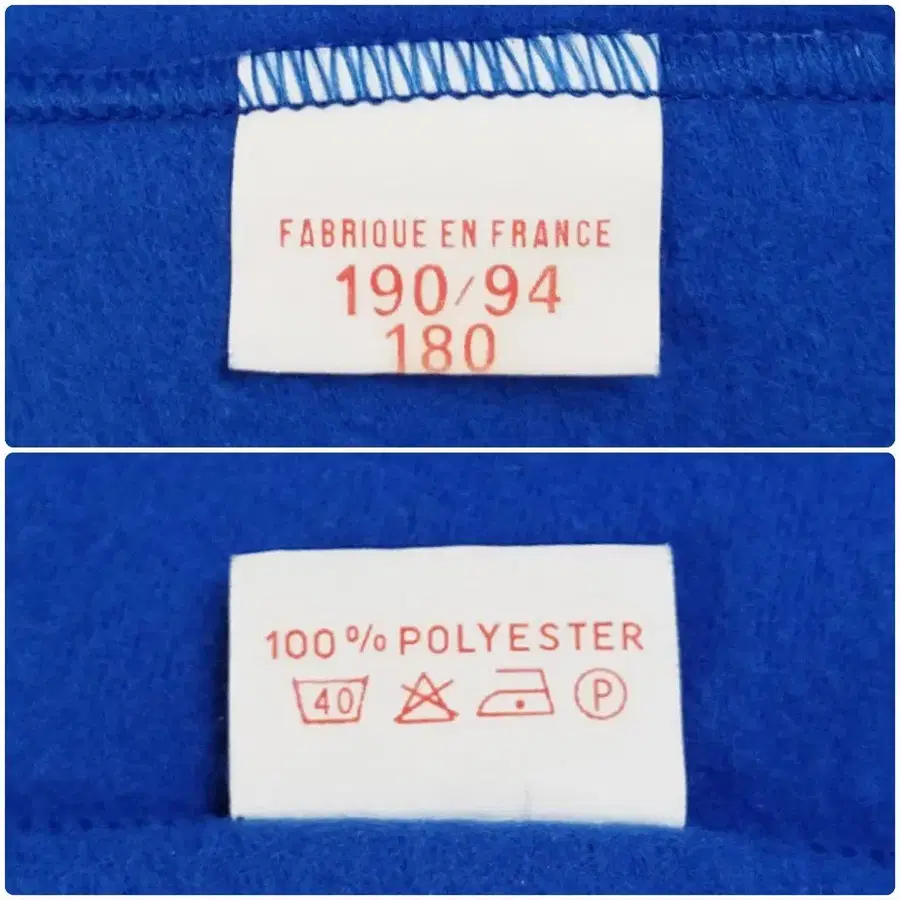 FABRIQUE EN FRANCE
190/94
180
100% POLYESTER
40 P